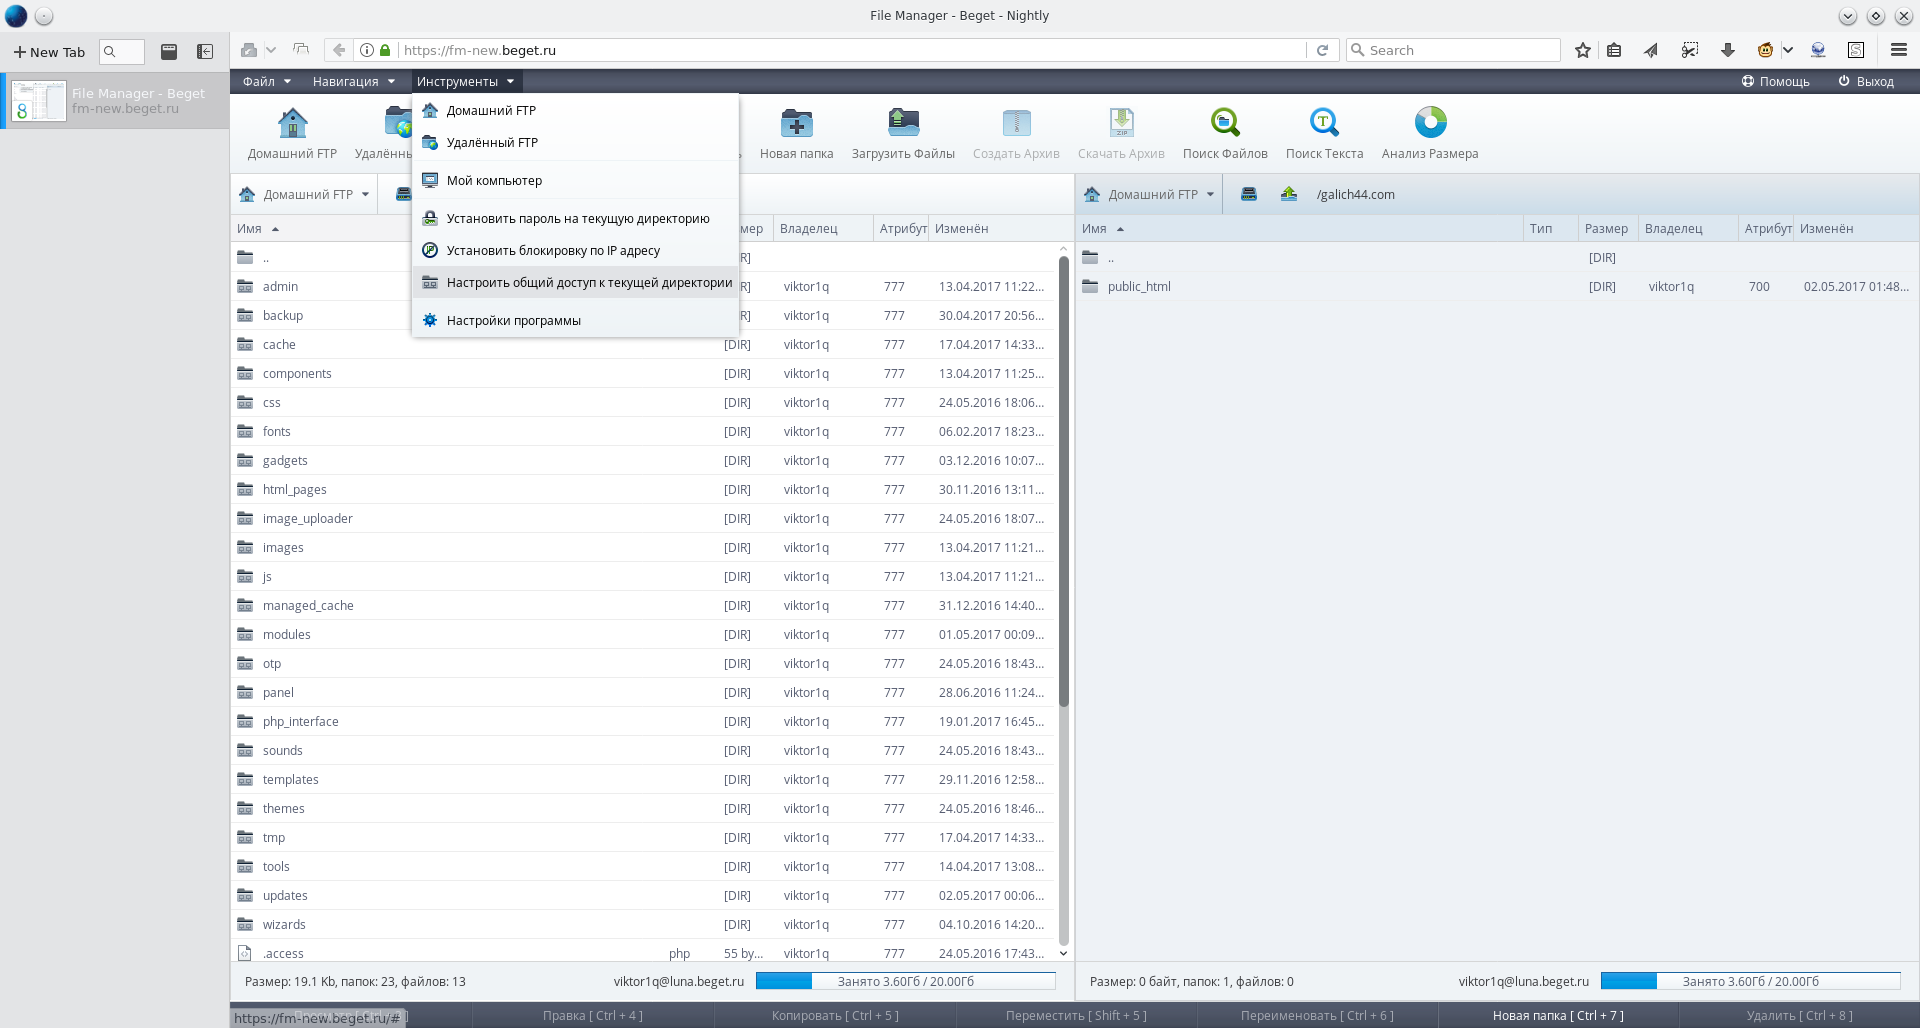 File Manager - Beget - Nightly
New Tab
https://fm-new.beget.ru
Search
File Manager - Beget
fm-new.beget.ru
Файл Навигация Инструменты Помощь Выход
Домашний FTP
Удалённый FTP
Мой компьютер
Установить пароль на текущую директорию
Установить блокировку по IP адресу
Настроить общий доступ к текущей директории
Настройки программы
Домашний FTP Новая папка Загрузить Файлы Создать Архив Скачать Архив Поиск Файлов Поиск Текста Анализ Размера
Домашний FTP
Имя Владелец Атрибут Изменён
..
admin viktor1q 777 13.04.2017 11:22...
backup viktor1q 777 30.04.2017 20:56...
cache [DIR] viktor1q 777 17.04.2017 14:33...
components [DIR] viktor1q 777 13.04.2017 11:25...
css [DIR] viktor1q 777 24.05.2016 18:06...
fonts [DIR] viktor1q 777 06.02.2017 18:23...
gadgets [DIR] viktor1q 777 03.12.2016 10:07...
html_pages [DIR] viktor1q 777 30.11.2016 13:11...
image_uploader [DIR] viktor1q 777 24.05.2016 18:07...
images [DIR] viktor1q 777 13.04.2017 11:21...
js [DIR] viktor1q 777 13.04.2017 11:21...
managed_cache [DIR] viktor1q 777 31.12.2016 14:40...
modules [DIR] viktor1q 777 01.05.2017 00:09...
otp [DIR] viktor1q 777 24.05.2016 18:43...
panel [DIR] viktor1q 777 28.06.2016 11:24...
php_interface [DIR] viktor1q 777 19.01.2017 16:45...
sounds [DIR] viktor1q 777 24.05.2016 18:43...
templates [DIR] viktor1q 777 29.11.2016 12:58...
themes [DIR] viktor1q 777 24.05.2016 18:46...
tmp [DIR] viktor1q 777 17.04.2017 14:33...
tools [DIR] viktor1q 777 14.04.2017 13:08...
updates [DIR] viktor1q 777 02.05.2017 00:06...
wizards [DIR] viktor1q 777 04.10.2016 14:20...
.access php 55 by... viktor1q 777 24.05.2016 17:43...
Размер: 19.1 Kb, папок: 23, файлов: 13 viktor1q@luna.beget.ru Занято 3.60Гб / 20.00Гб
Домашний FTP /galich44.com
Имя Тип Размер Владелец Атрибут Изменён
.. [DIR]
public_html [DIR] viktor1q 700 02.05.2017 01:48...
Размер: 0 байт, папок: 1, файлов: 0 viktor1q@luna.beget.ru Занято 3.60Гб / 20.00Гб
https://fm-new.beget.ru/#
Правка [ Ctrl + 4 ] Копировать [ Ctrl + 5 ] Переместить [ Shift + 5 ] Переименовать [ Ctrl + 6 ] Новая папка [ Ctrl + 7 ] Удалить [ Ctrl + 8 ]